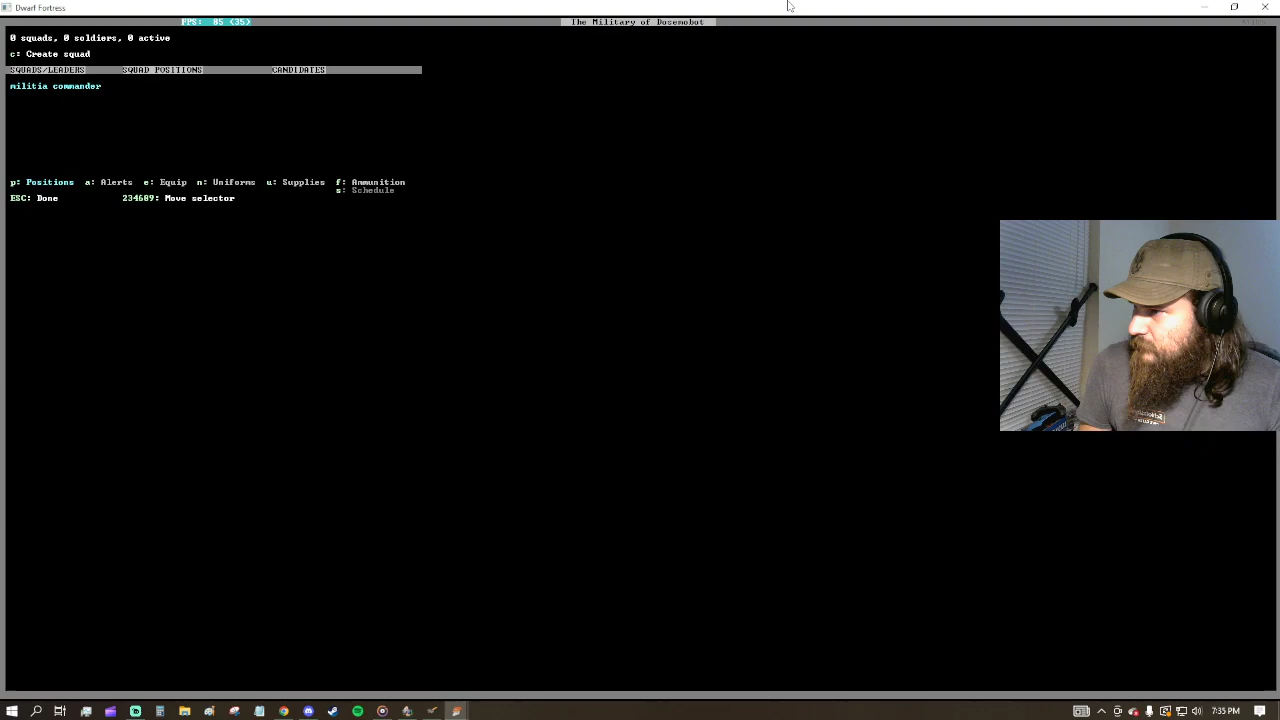 Dwarf Fortress
FPS: 85 (35)
The Military of Dosemobot
0 squads, 0 soldiers, 0 active
c: Create squad
SQUADS/LEADERS SQUAD POSITIONS CANDIDATES
militia commander
p: Positions a: Alerts e: Equip n: Uniforms u: Supplies f: Ammunition
s: Schedule
ESC: Done 234689: Move selector
7:35 PM